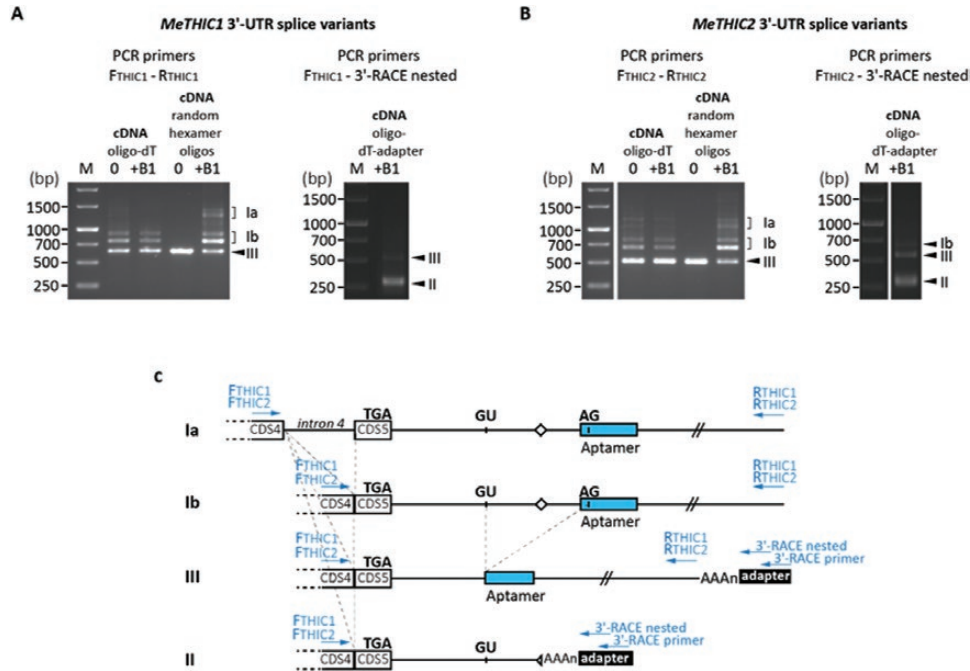 A
MeTHIC1 3'-UTR splice variants
PCR primers
FTHIC1 - RTHIC1
PCR primers
FTHIC1 - 3'-RACE nested
cDNA
oligo-dT
cDNA
random
hexamer
oligos
M 0 +B1 0 +B1
(bp)
1500
1000
700
500
250
Ia
Ib
III
cDNA
oligo-
dT-adapter
M +B1
(bp)
1500
1000
700
500
250
III
II
B
MeTHIC2 3'-UTR splice variants
PCR primers
FTHIC2 - RTHIC2
PCR primers
FTHIC2 - 3'-RACE nested
cDNA
oligo-dT
cDNA
random
hexamer
oligos
M 0 +B1 0 +B1
(bp)
1500
1000
700
500
250
Ia
Ib
III
cDNA
oligo-
dT-adapter
M +B1
(bp)
1500
1000
700
500
250
Ib
III
II
C
FTHIC1
FTHIC2
RTHIC1
RTHIC2
TGA GU AG
Ia CDS4 intron 4 CDS5
Aptamer
FTHIC1
FTHIC2
RTHIC1
RTHIC2
TGA GU AG
Ib CDS4 CDS5
Aptamer
FTHIC1
FTHIC2
RTHIC1
RTHIC2
3'-RACE nested
3'-RACE primer
TGA
III CDS4 CDS5 AAAn adapter
Aptamer
FTHIC1
FTHIC2
3'-RACE nested
3'-RACE primer
TGA GU
II CDS4 CDS5 AAAn adapter